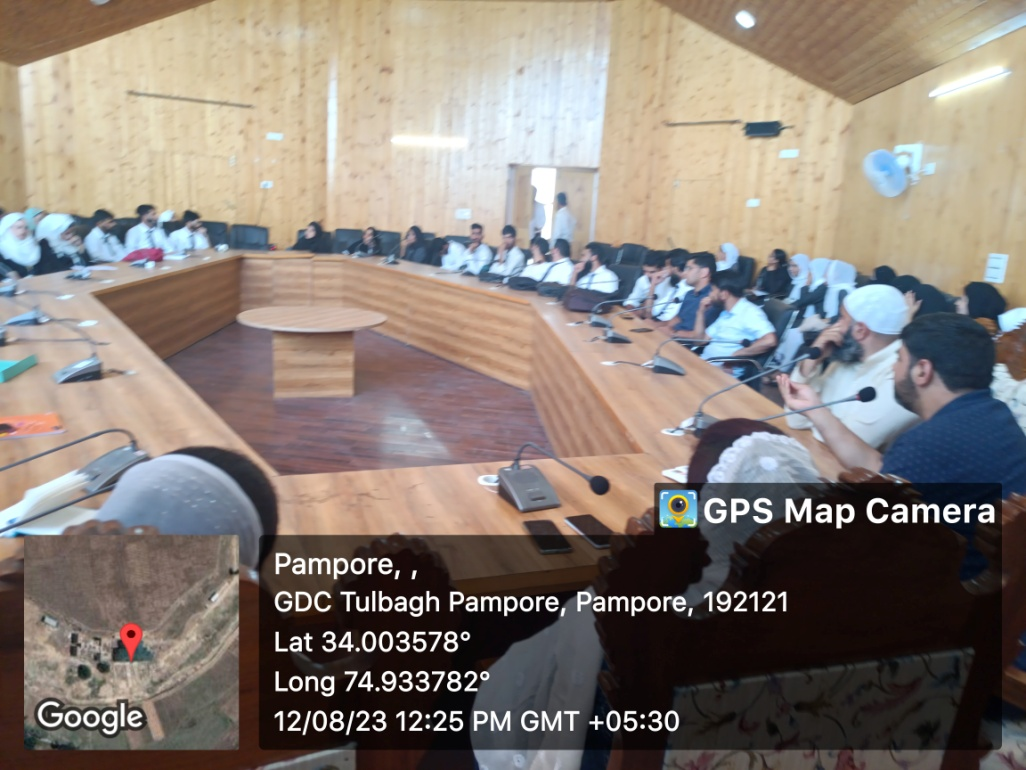 GPS Map Camera
Pampore, ,
GDC Tulbagh Pampore, Pampore, 192121
Lat 34.003578°
Long 74.933782°
12/08/23 12:25 PM GMT +05:30
Google